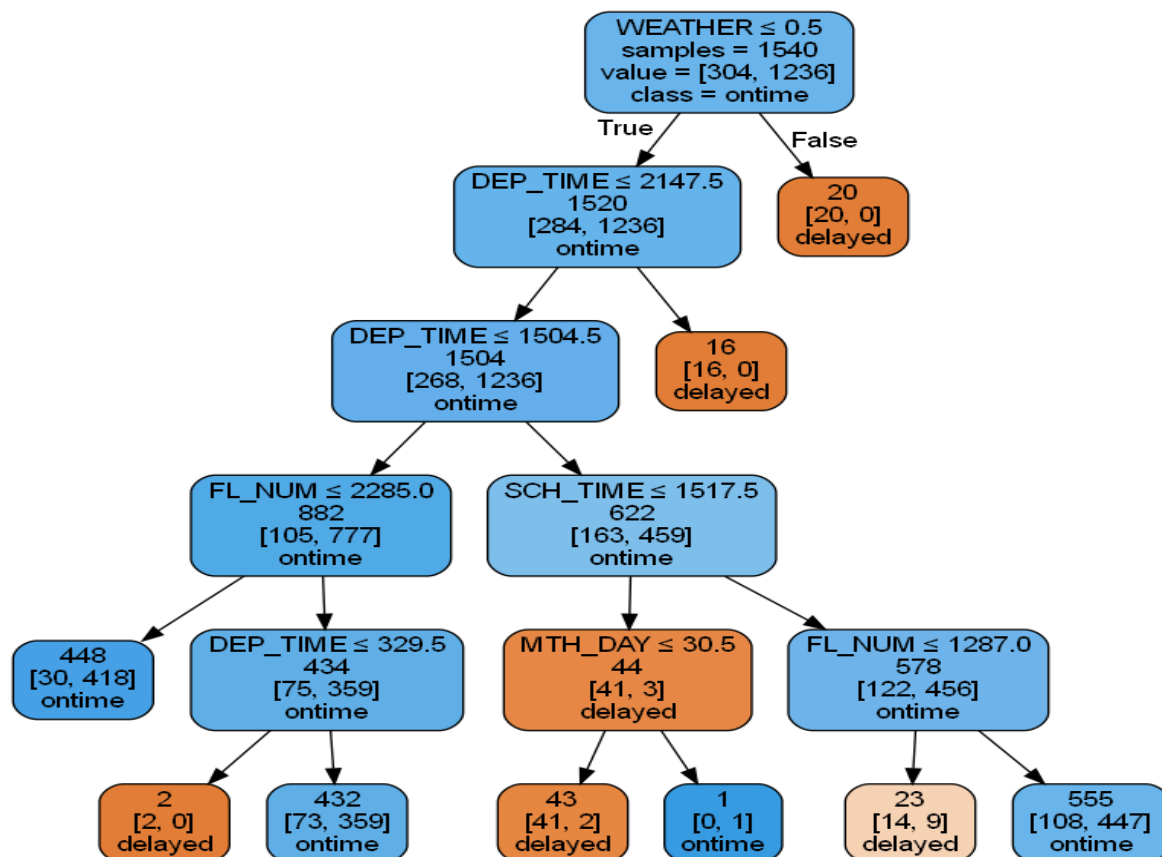 WEATHER ≤ 0.5
samples = 1540
value = [304, 1236]
class = ontime
True
False
DEP_TIME ≤ 2147.5
1520
[284, 1236]
ontime
20
[20, 0]
delayed
DEP_TIME ≤ 1504.5
1504
[268, 1236]
ontime
16
[16, 0]
delayed
FL_NUM ≤ 2285.0
882
[105, 777]
ontime
SCH_TIME ≤ 1517.5
622
[163, 459]
ontime
448
[30, 418]
ontime
DEP_TIME ≤ 329.5
434
[75, 359]
ontime
MTH_DAY ≤ 30.5
44
[41, 3]
delayed
FL_NUM ≤ 1287.0
578
[122, 456]
ontime
2
[2, 0]
delayed
432
[73, 359]
ontime
43
[41, 2]
delayed
1
[0, 1]
ontime
23
[14, 9]
delayed
555
[108, 447]
ontime